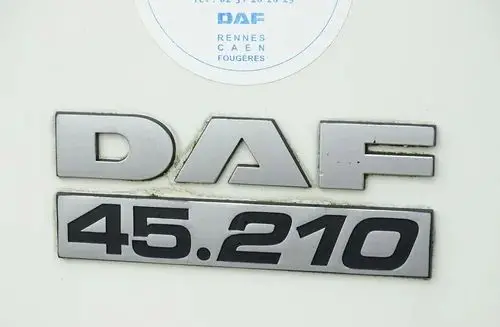 DAF
RENNES
CAEN
FOUGÈRES
DAF
45.210